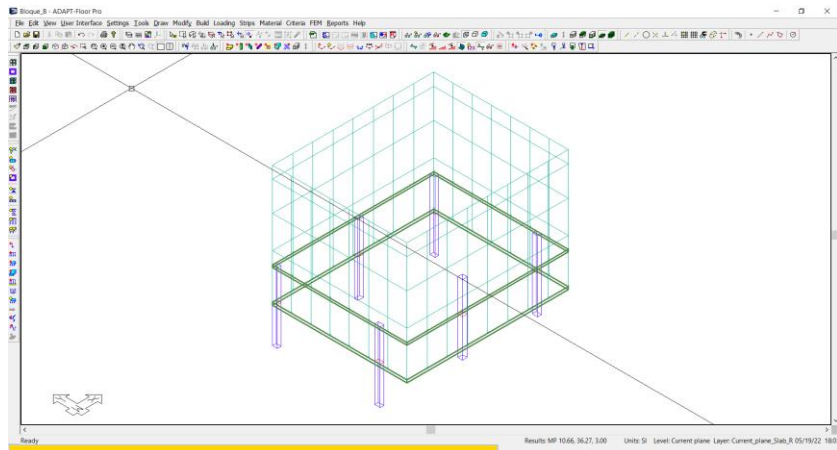 Bloque_B - ADAPT-Floor Pro
File Edit View User Interface Settings Tools Draw Modify Build Loading Strips Material Criteria FEM Reports Help
Ready Results: MP 10.66, 36.27, 3.00 Units: SI Level: Current plane Layer: Current_plane_Slab_R 05/19/22